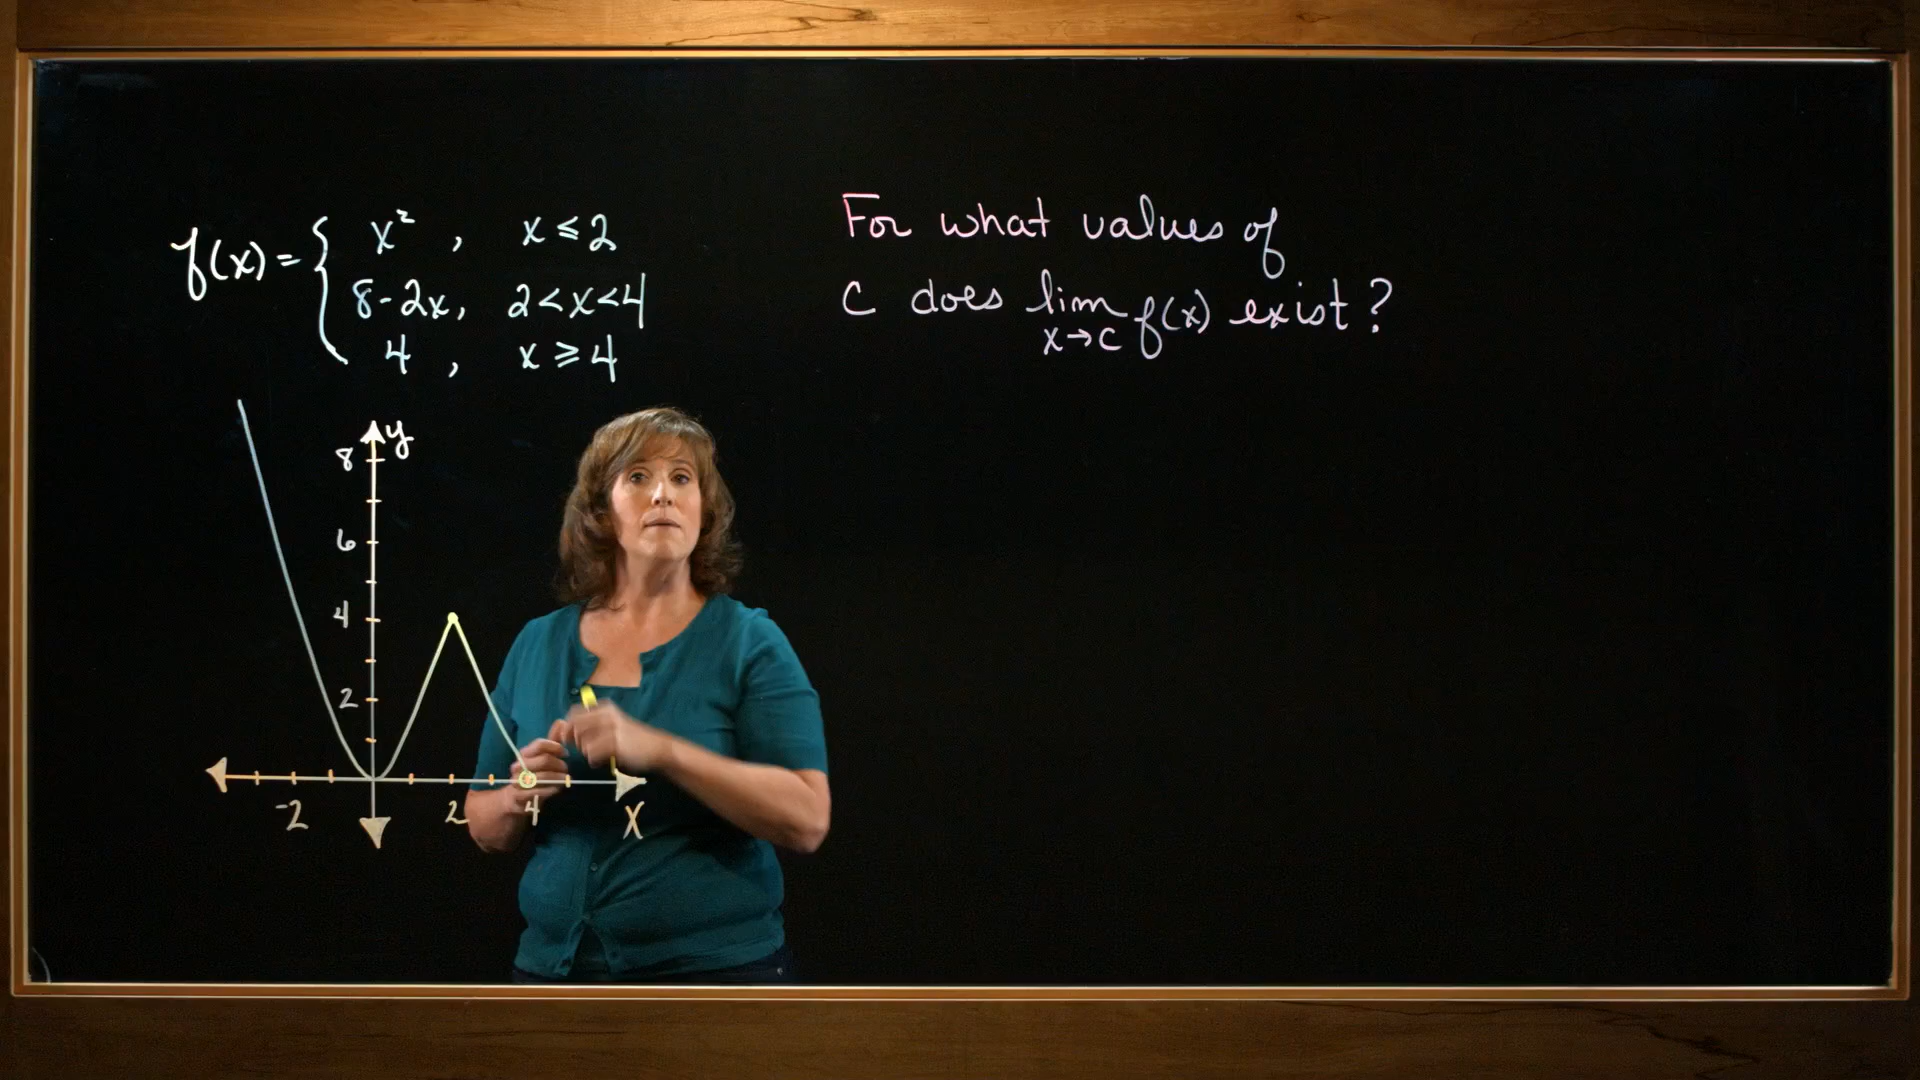 f(x) = { x², x ≤ 2
8-2x, 2<x<4
4, x ≥ 4
For what values of
c does lim f(x) exist?
x→c
y
8
6
4
2
-2 2 4 x